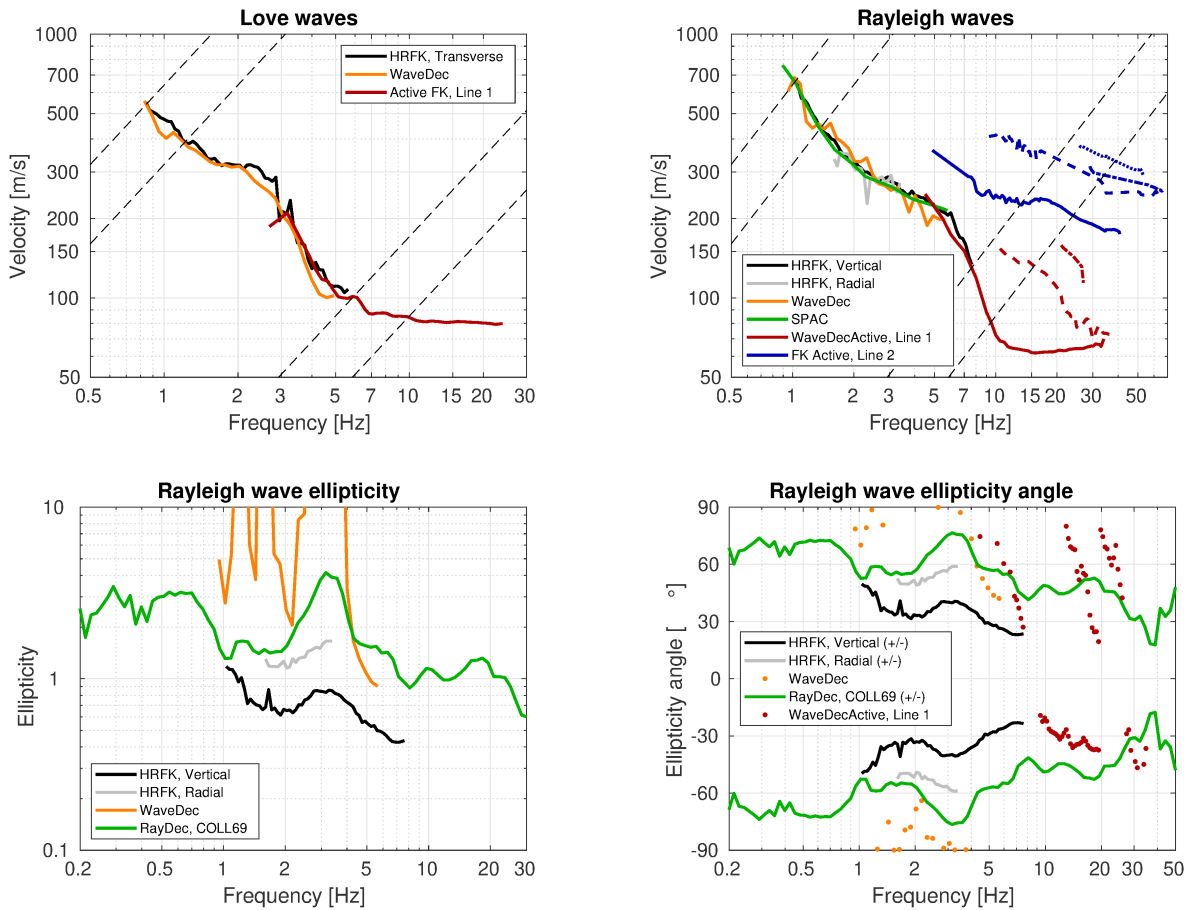 Love waves
1000
700
500
300
200
150
100
50
Velocity [m/s]
HRFK, Transverse
WaveDec
Active FK, Line 1
0.5 1 2 3 5 7 10 15 20 30
Frequency [Hz]
Rayleigh waves
1000
700
500
300
200
150
100
50
Velocity [m/s]
HRFK, Vertical
HRFK, Radial
WaveDec
SPAC
WaveDecActive, Line 1
FK Active, Line 2
0.5 1 2 3 5 7 10 15 20 30 50
Frequency [Hz]
Rayleigh wave ellipticity
10
1
0.1
Ellipticity
HRFK, Vertical
HRFK, Radial
WaveDec
RayDec, COLL69
0.2 0.5 1 2 5 10 20 30
Frequency [Hz]
Rayleigh wave ellipticity angle
90
60
30
0
-30
-60
-90
Ellipticity angle [ °]
HRFK, Vertical (+/-)
HRFK, Radial (+/-)
WaveDec
RayDec, COLL69 (+/-)
WaveDecActive, Line 1
0.2 0.5 1 2 5 10 20 30 50
Frequency [Hz]